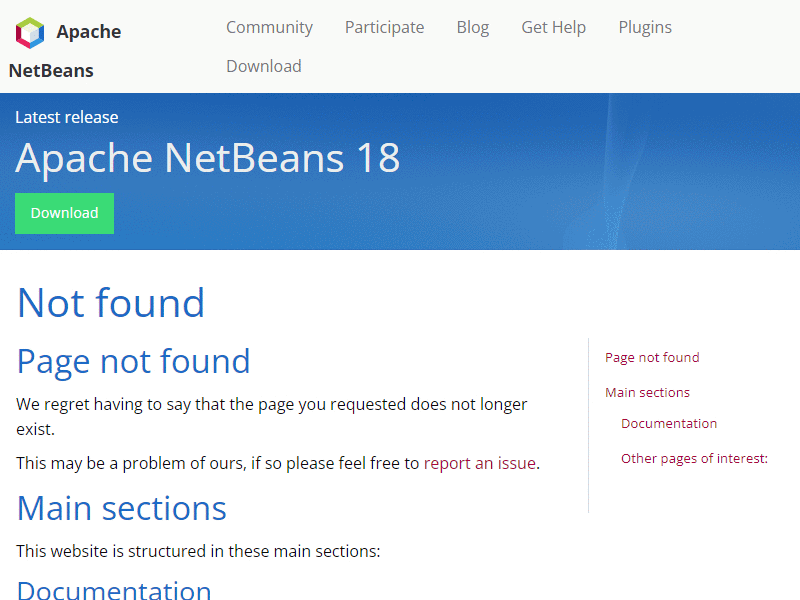 Apache
NetBeans
Community Participate Blog Get Help Plugins
Download
Latest release
Apache NetBeans 18
Download
Not found
Page not found
We regret having to say that the page you requested does not longer
exist.
This may be a problem of ours, if so please feel free to report an issue.
Main sections
This website is structured in these main sections:
Documentation
Page not found
Main sections
Documentation
Other pages of interest: